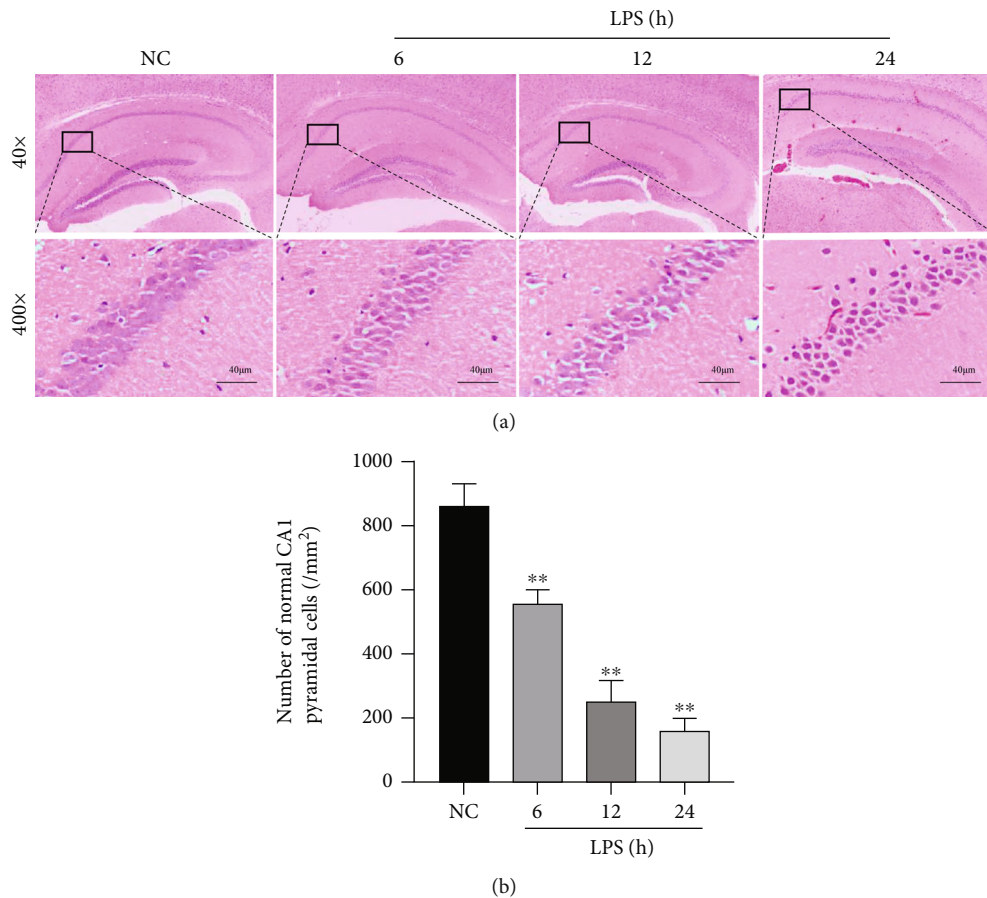 LPS (h)
NC 6 12 24
40×
400×
40μm 40μm 40μm 40μm
(a)
1000
800
600
400
200
0
Number of normal CA1
pyramidal cells (/mm²)
** ** **
NC 6 12 24
LPS (h)
(b)